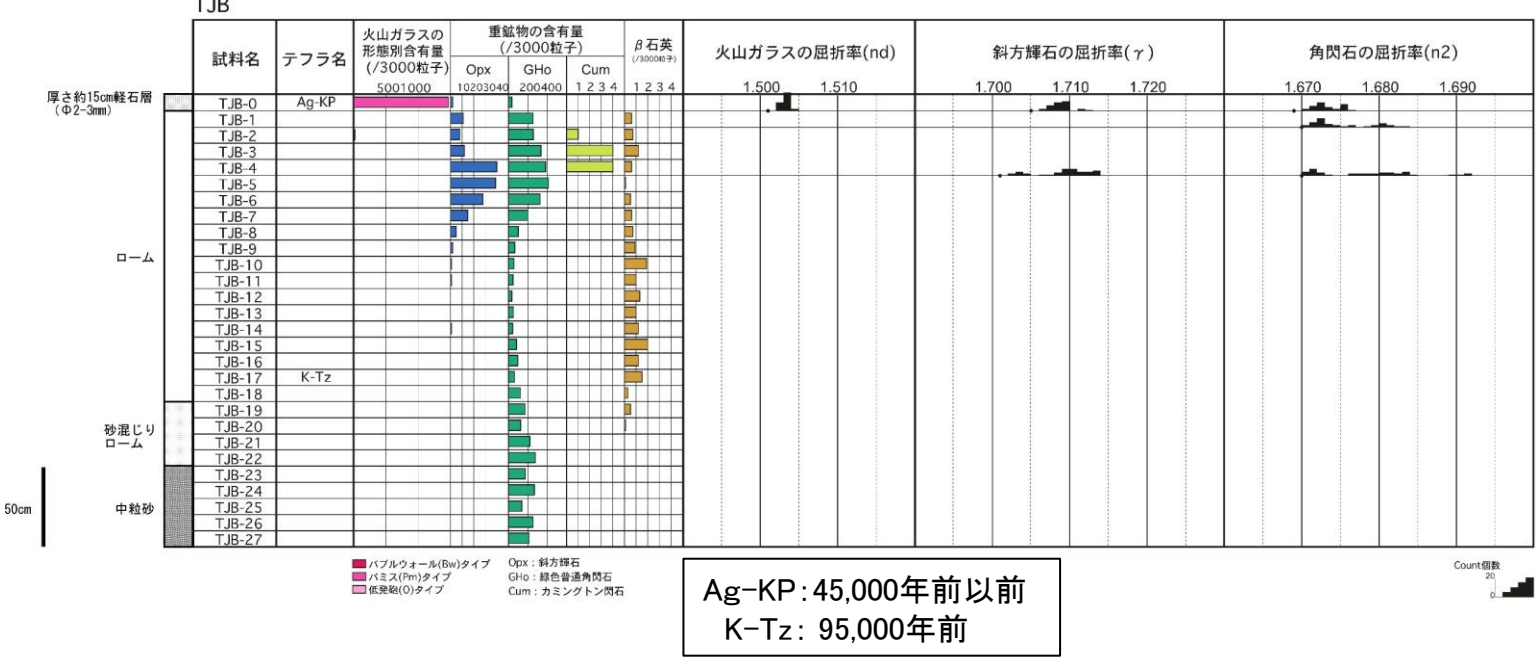 TJB
試料名
テフラ名
火山ガラスの
形態別含有量
(/3000粒子)
5001000
重鉱物の含有量
(/3000粒子)
Opx GHo Cum
10203040 200400 1 2 3 4
β石英
(/3000粒子)
1 2 3 4
火山ガラスの屈折率(nd)
1.500 1.510
斜方輝石の屈折率(γ)
1.700 1.710 1.720
角閃石の屈折率(n2)
1.670 1.680 1.690
厚さ約15cm軽石層
(Φ2-3mm)
TJB-0 Ag-KP
TJB-1
TJB-2
TJB-3
TJB-4
TJB-5
TJB-6
TJB-7
TJB-8
TJB-9
ローム
TJB-10
TJB-11
TJB-12
TJB-13
TJB-14
TJB-15
TJB-16
TJB-17 K-Tz
TJB-18
TJB-19
砂混じり
ローム
TJB-20
TJB-21
TJB-22
TJB-23
TJB-24
50cm
中粒砂
TJB-25
TJB-26
TJB-27
バブルウォール(Bw)タイプ
パミス(Pm)タイプ
低発泡(O)タイプ
Opx:斜方輝石
GHo:緑色普通角閃石
Cum:カミングトン閃石
Ag-KP:45,000年前以前
K-Tz: 95,000年前
Count個数
20
0